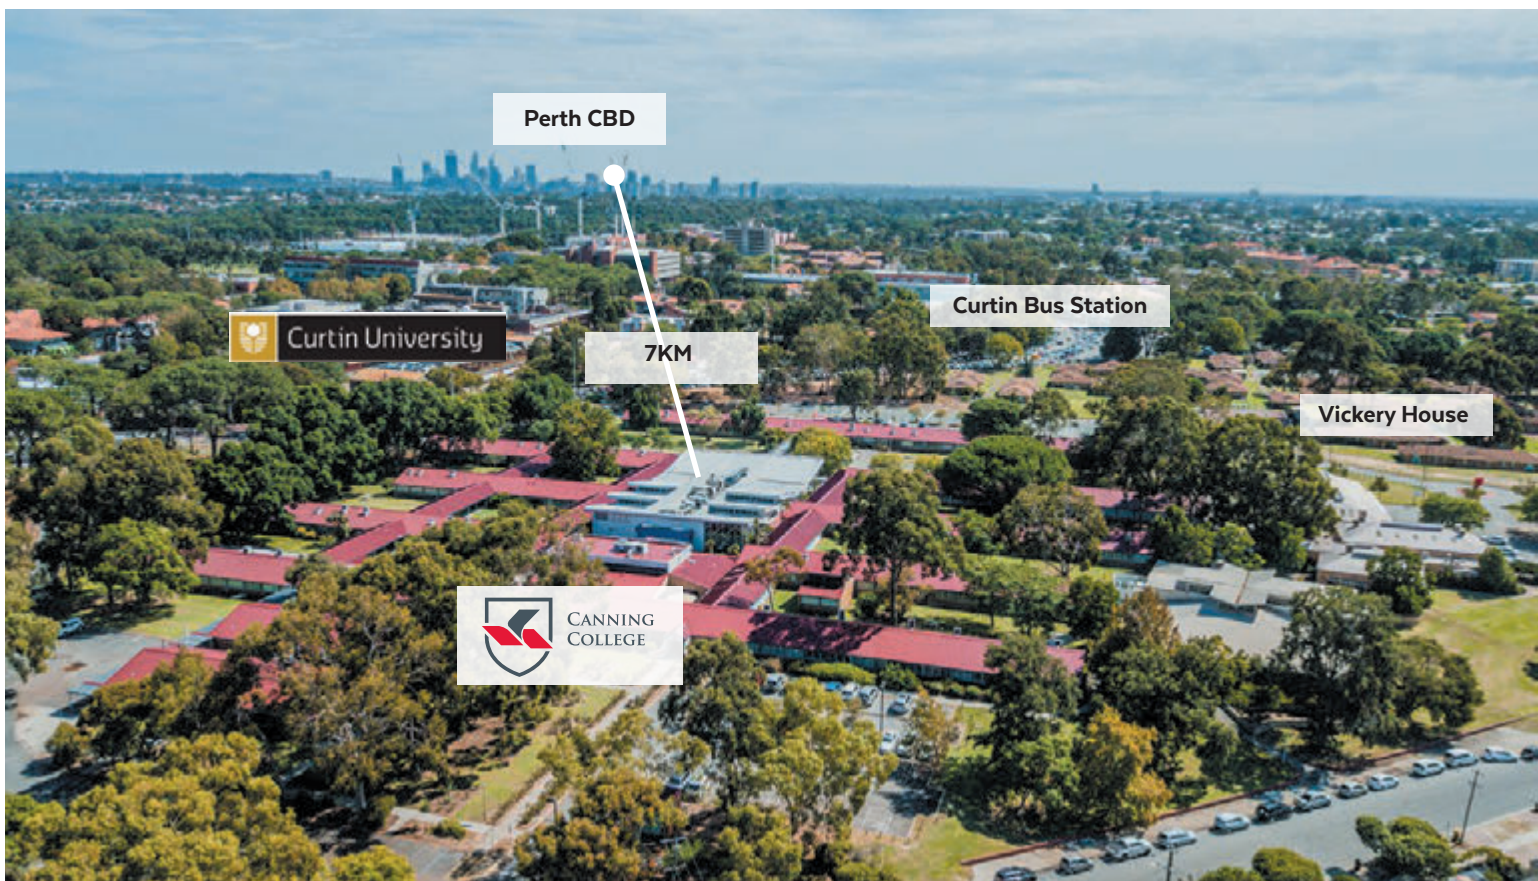 Perth CBD
Curtin Bus Station
Curtin University
7KM
Vickery House
CANNING
COLLEGE